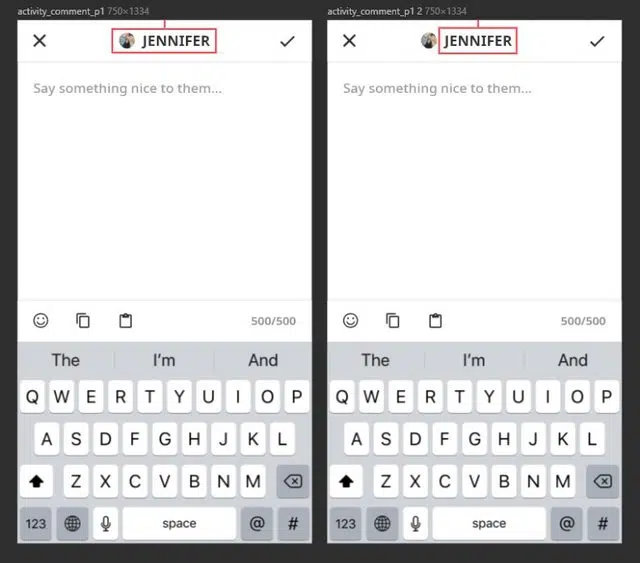 activity_comment_p1 750×1334
JENNIFER
Say something nice to them...
500/500
The I'm And
Q W E R T Y U I O P
A S D F G H J K L
Z X C V B N M
123 space @ #
activity_comment_p1 2 750×1334
JENNIFER
Say something nice to them...
500/500
The I'm And
Q W E R T Y U I O P
A S D F G H J K L
Z X C V B N M
123 space @ #